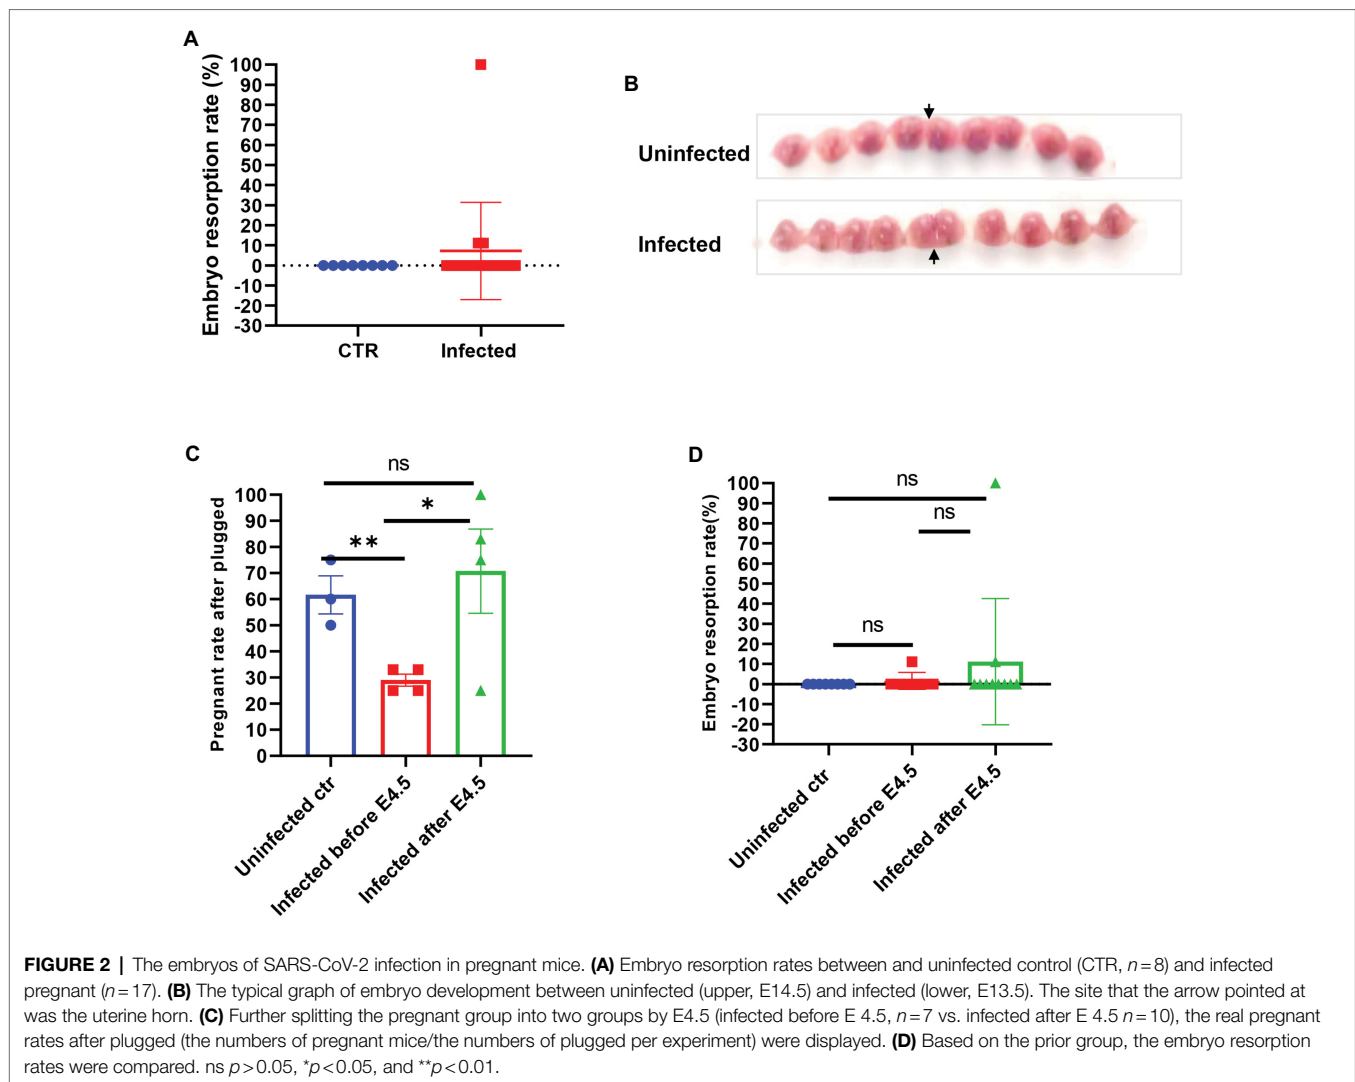 A
Embryo resorption rate (%)
100
90
80
70
60
50
40
30
20
10
0
-10
-20
-30
CTR
Infected
B
Uninfected
Infected
C
Pregnant rate after plugged
100
90
80
70
60
50
40
30
20
10
0
ns
*
**
Uninfected ctr
Infected before E4.5
Infected after E4.5
D
Embryo resorption rate(%)
100
90
80
70
60
50
40
30
20
10
0
-10
-20
-30
ns
ns
ns
Uninfected ctr
Infected before E4.5
Infected after E4.5
FIGURE 2 | The embryos of SARS-CoV-2 infection in pregnant mice. (A) Embryo resorption rates between and uninfected control (CTR, n=8) and infected
pregnant (n=17). (B) The typical graph of embryo development between uninfected (upper, E14.5) and infected (lower, E13.5). The site that the arrow pointed at
was the uterine horn. (C) Further splitting the pregnant group into two groups by E4.5 (infected before E 4.5, n=7 vs. infected after E 4.5 n=10), the real pregnant
rates after plugged (the numbers of pregnant mice/the numbers of plugged per experiment) were displayed. (D) Based on the prior group, the embryo resorption
rates were compared. ns p>0.05, *p<0.05, and **p<0.01.